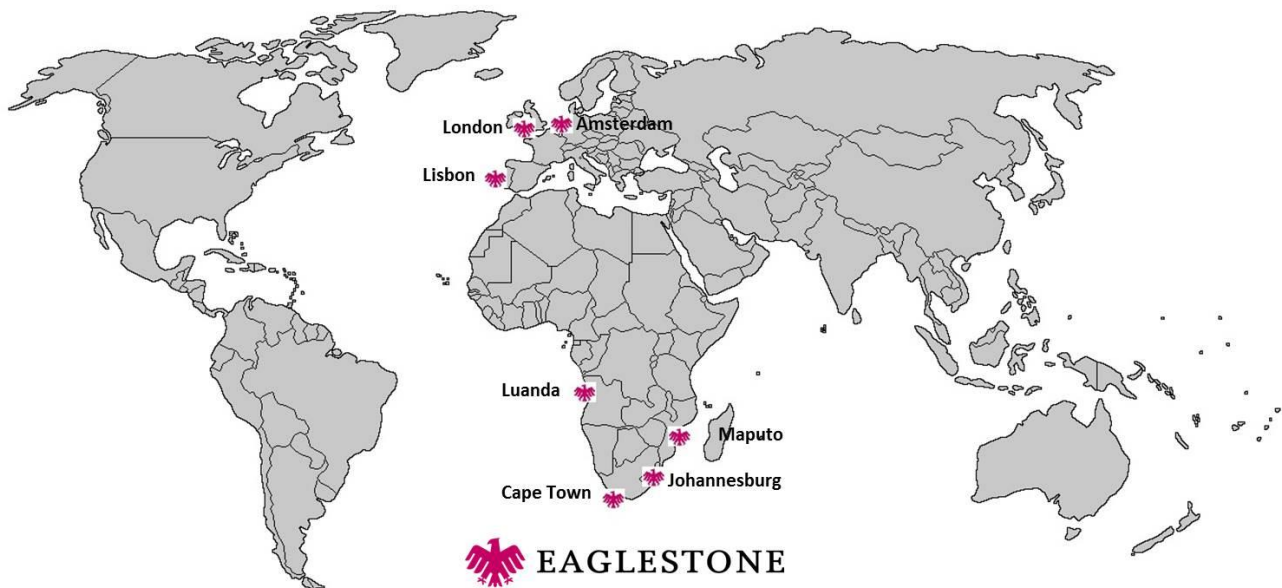 London
Amsterdam
Lisbon
Luanda
Maputo
Johannesburg
Cape Town
EAGLESTONE